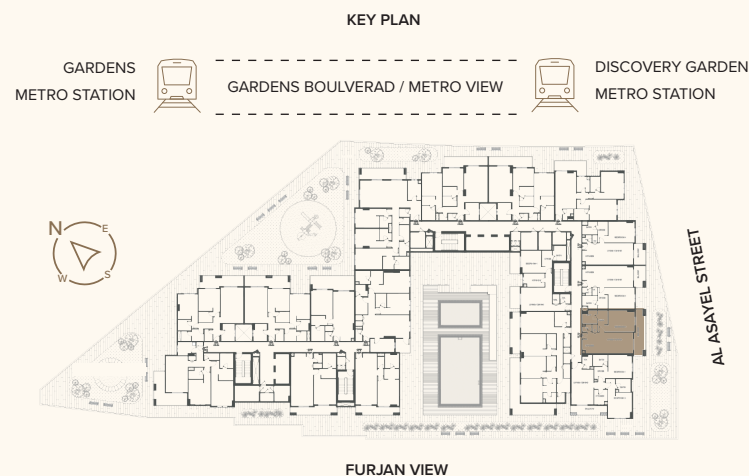 KEY PLAN
GARDENS
METRO STATION
GARDENS BOULVERAD / METRO VIEW
DISCOVERY GARDEN
METRO STATION
N
E
W
S
AL ASAYEL STREET
FURJAN VIEW